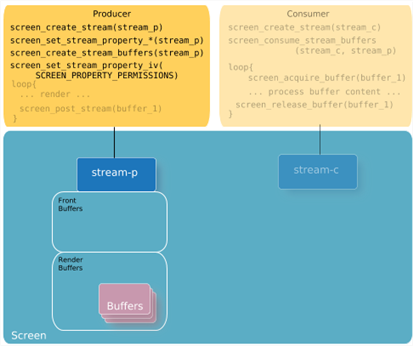 Producer
screen_create_stream(stream_p)
screen_set_stream_property_*(stream_p)
screen_create_stream_buffers(stream_p)
screen_set_stream_property_iv(
SCREEN_PROPERTY_PERMISSIONS)
loop{
... render ...
screen_post_stream(buffer_1)
}
Consumer
screen_create_stream(stream_c)
screen_consume_stream_buffers
(stream_c, stream_p)
loop{
screen_acquire_buffer(buffer_1)
... process buffer content ...
screen_release_buffer(buffer_1)
}
stream-p
stream-c
Front
Buffers
Render
Buffers
Buffers
Screen